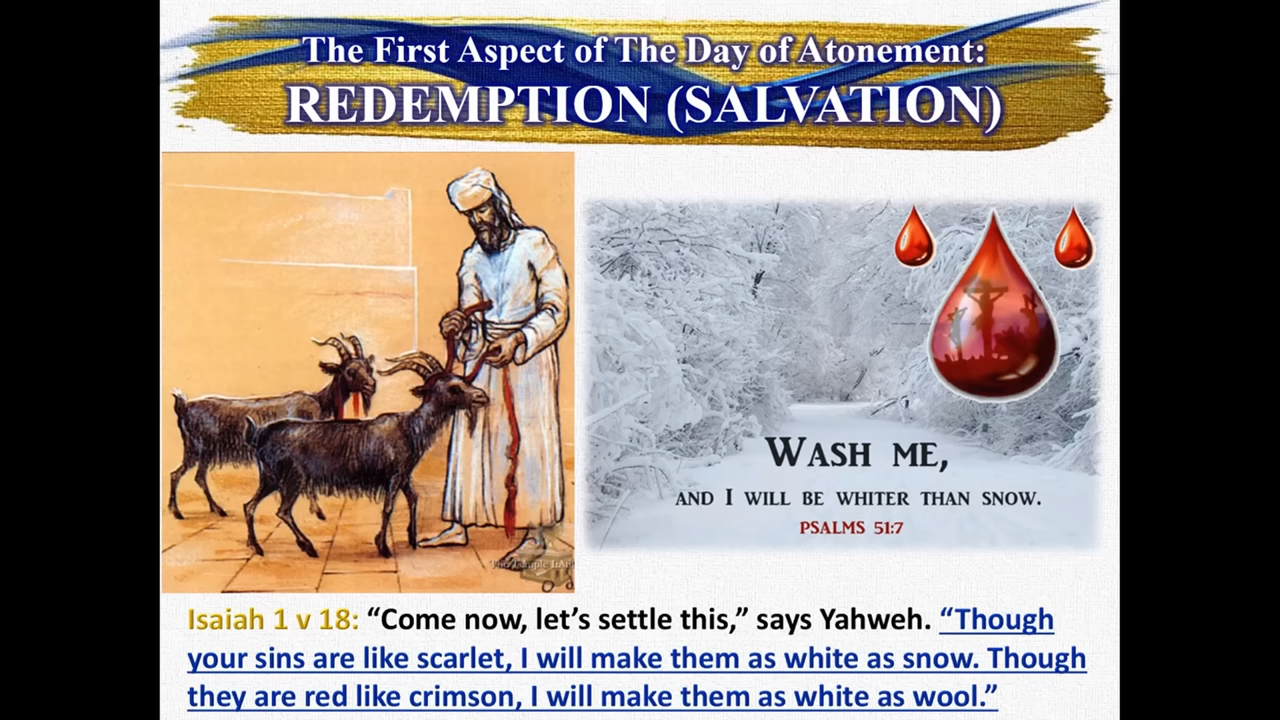 The First Aspect of The Day of Atonement:
REDEMPTION (SALVATION)
WASH ME,
AND I WILL BE WHITER THAN SNOW.
PSALMS 51:7
The Temple
Isaiah 1 v 18: “Come now, let’s settle this,” says Yahweh. “Though
your sins are like scarlet, I will make them as white as snow. Though
they are red like crimson, I will make them as white as wool.”